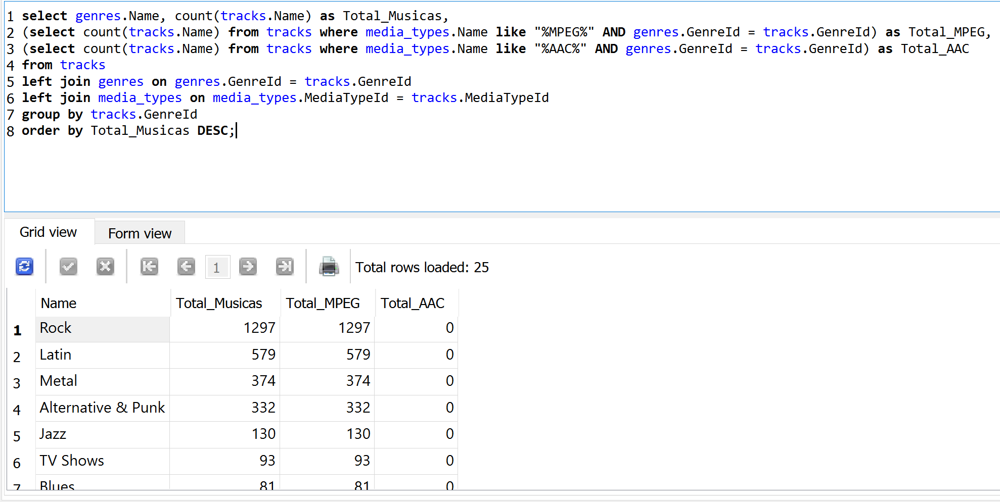 1 select genres.Name, count(tracks.Name) as Total_Musicas,
2 (select count(tracks.Name) from tracks where media_types.Name like "%MPEG%" AND genres.GenreId = tracks.GenreId) as Total_MPEG,
3 (select count(tracks.Name) from tracks where media_types.Name like "%AAC%" AND genres.GenreId = tracks.GenreId) as Total_AAC
4 from tracks
5 left join genres on genres.GenreId = tracks.GenreId
6 left join media_types on media_types.MediaTypeId = tracks.MediaTypeId
7 group by tracks.GenreId
8 order by Total_Musicas DESC;
Grid view Form view
1 Total rows loaded: 25
Name Total_Musicas Total_MPEG Total_AAC
1 Rock 1297 1297 0
2 Latin 579 579 0
3 Metal 374 374 0
4 Alternative & Punk 332 332 0
5 Jazz 130 130 0
6 TV Shows 93 93 0
7 Blues 81 81 0